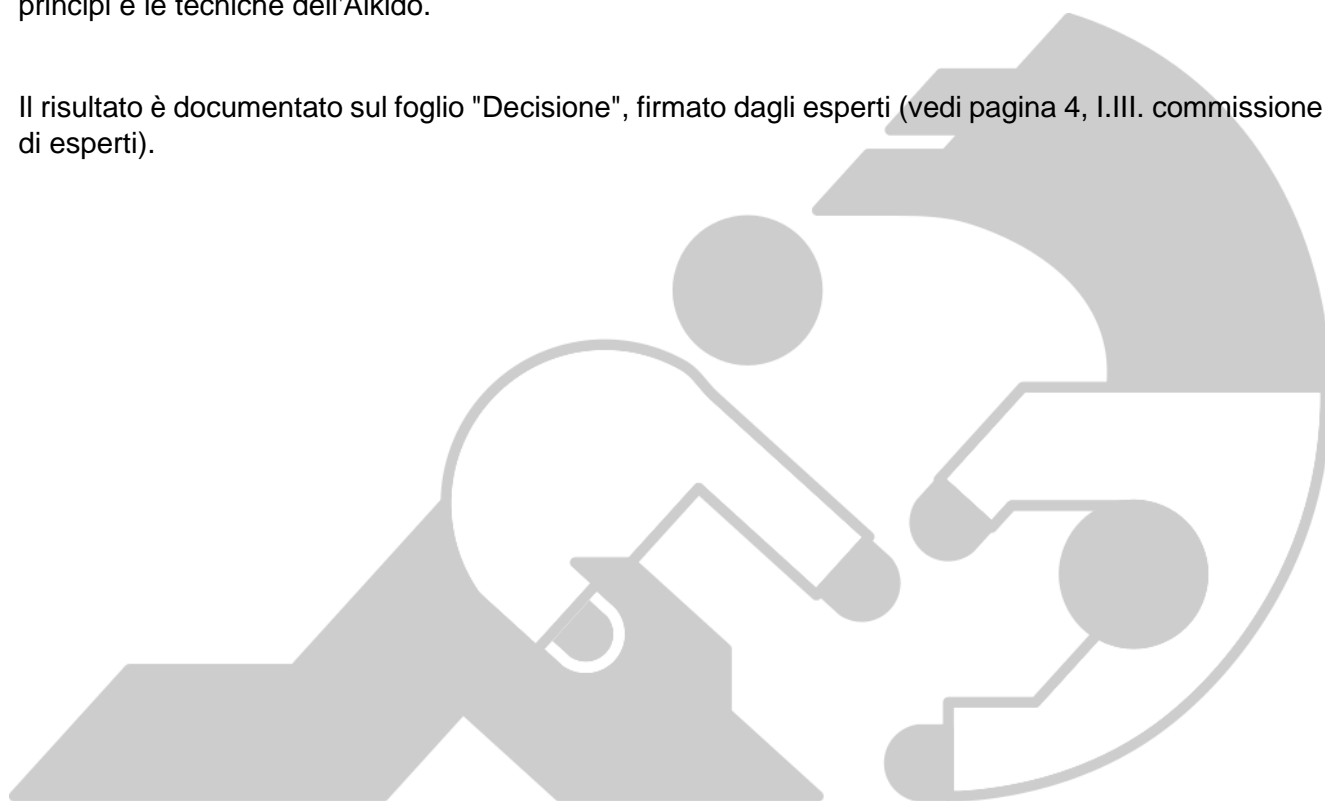 principi e le tecniche dell'Aikido.
Il risultato è documentato sul foglio "Decisione", firmato dagli esperti (vedi pagina 4, I.III. commissione
di esperti).